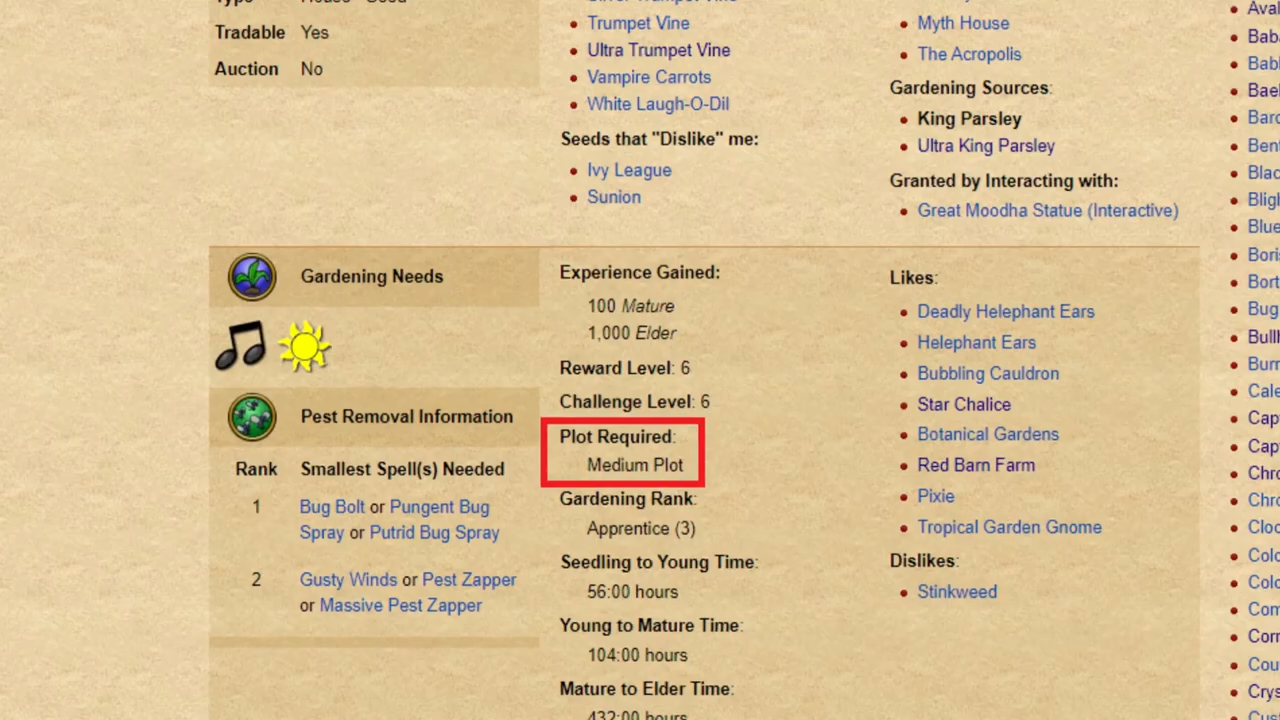 Tradable Yes
Auction No
Trumpet Vine
Ultra Trumpet Vine
Vampire Carrots
White Laugh-O-Dil
Seeds that "Dislike" me:
Ivy League
Sunion
Myth House
The Acropolis
Gardening Sources:
King Parsley
Ultra King Parsley
Granted by Interacting with:
Great Moodha Statue (Interactive)
Gardening Needs
Pest Removal Information
Rank Smallest Spell(s) Needed
1 Bug Bolt or Pungent Bug
Spray or Putrid Bug Spray
2 Gusty Winds or Pest Zapper
or Massive Pest Zapper
Experience Gained:
100 Mature
1,000 Elder
Reward Level: 6
Challenge Level: 6
Plot Required:
Medium Plot
Gardening Rank:
Apprentice (3)
Seedling to Young Time:
56:00 hours
Young to Mature Time:
104:00 hours
Mature to Elder Time:
432:00 hours
Likes:
Deadly Helephant Ears
Helephant Ears
Bubbling Cauldron
Star Chalice
Botanical Gardens
Red Barn Farm
Pixie
Tropical Garden Gnome
Dislikes:
Stinkweed